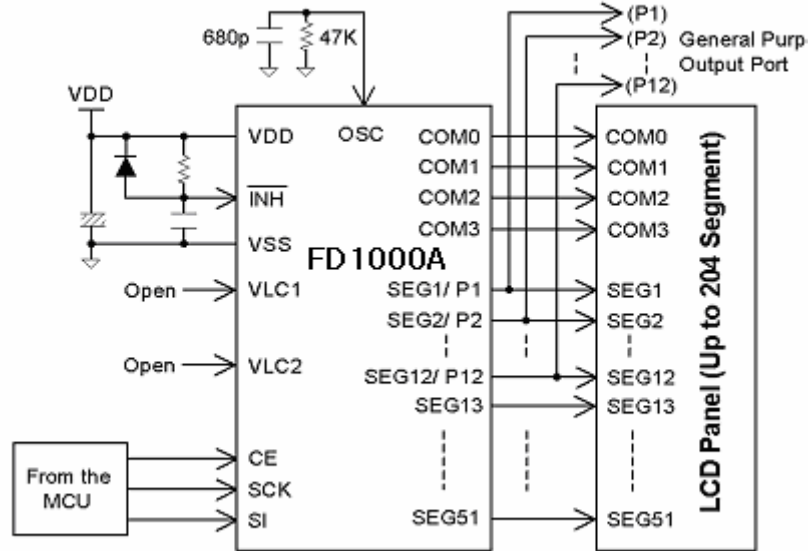 (P1)
680p
47K
(P2)
General Purp
Output Port
(P12)
VDD
VDD
OSC
COM0
COM0
COM1
COM1
INH
COM2
COM2
COM3
COM3
VSS
FD1000A
Open
VLC1
SEG1/ P1
SEG1
SEG2/ P2
SEG2
Open
VLC2
SEG12/ P12
SEG12
SEG13
SEG13
LCD Panel (Up to 204 Segment)
From the
MCU
CE
SCK
SI
SEG51
SEG51